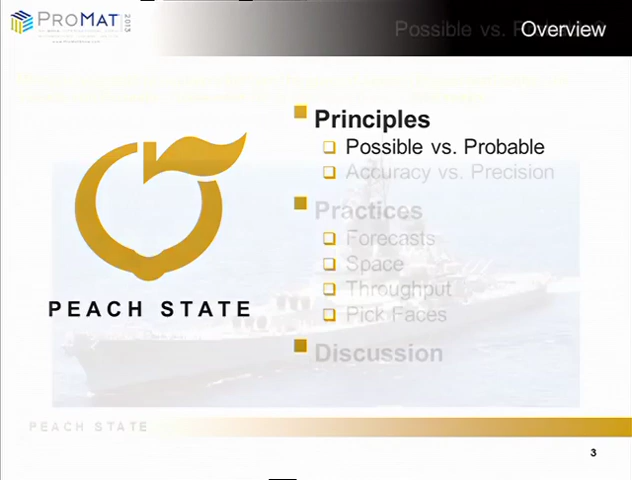 PROMAT 2013
Possible vs. Pr
Overview
Principles
Possible vs. Probable
Accuracy vs. Precision
Practices
Forecasts
Space
Throughput
Pick Faces
Discussion
PEACH STATE
PEACH STATE
3